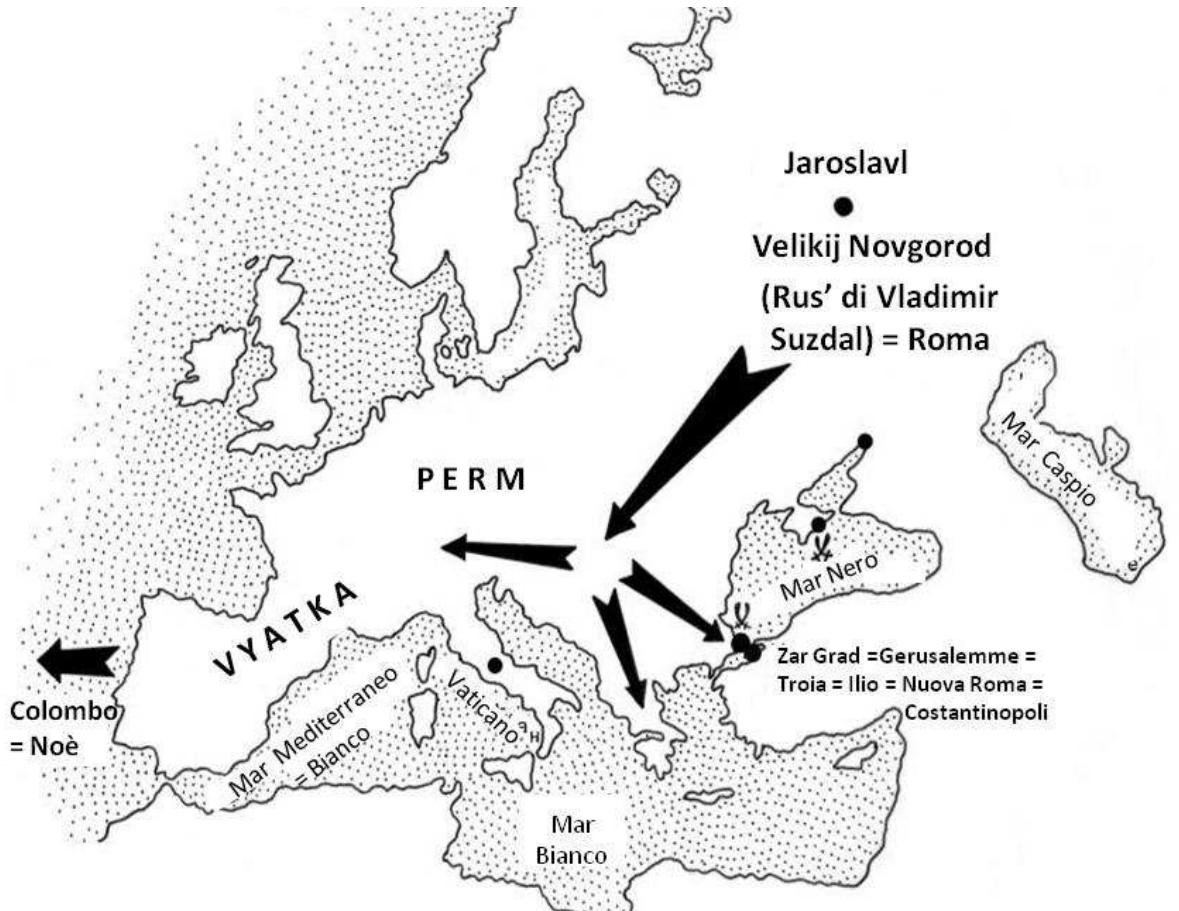 Jaroslavl
Velikij Novgorod
(Rus’ di Vladimir
Suzdal) = Roma
Mar Caspio
PERM
Mar Nero
VYATKA
Żar Grad =Gerusalemme =
Troia = Ilio = Nuova Roma =
Costantinopoli
Colombo
= Noè
Mar Mediterraneo
= Bianco
Vaticano
Mar
Bianco